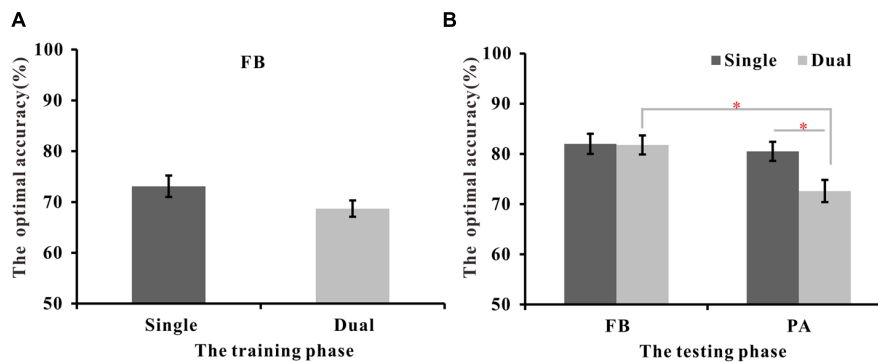 A
The optimal accuracy(%)
100
90
80
70
60
50
FB
Single
Dual
The training phase
B
The optimal accuracy(%)
100
90
80
70
60
50
Single
Dual
*
*
FB
PA
The testing phase